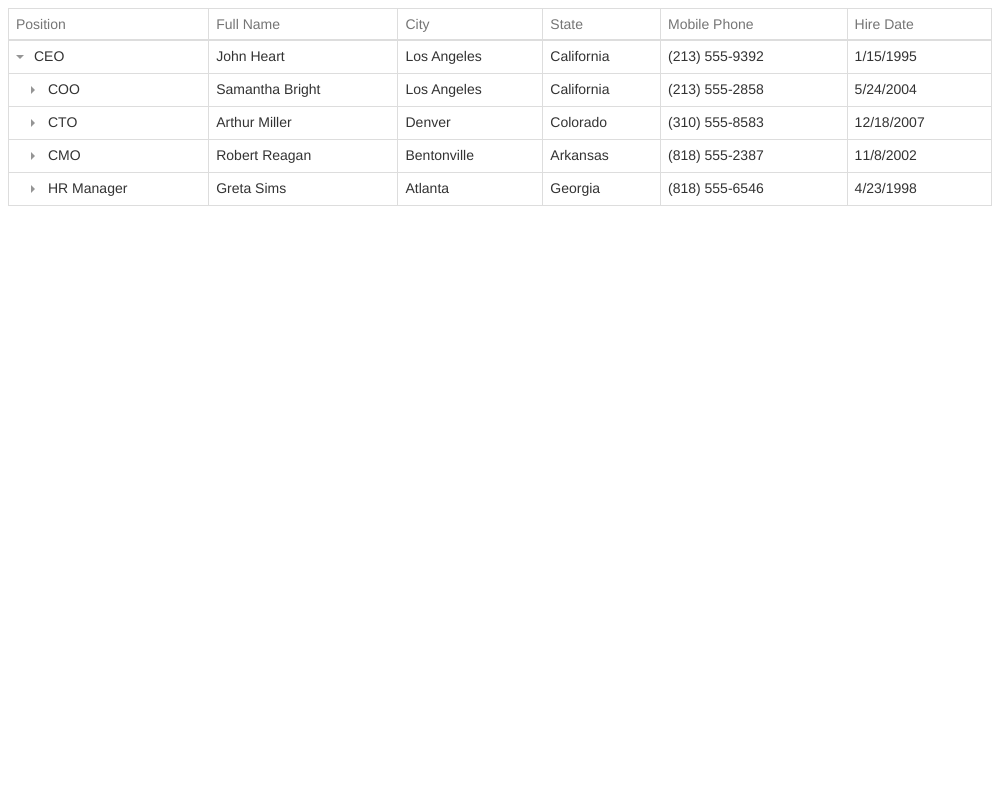 Position Full Name City State Mobile Phone Hire Date
CEO John Heart Los Angeles California (213) 555-9392 1/15/1995
COO Samantha Bright Los Angeles California (213) 555-2858 5/24/2004
CTO Arthur Miller Denver Colorado (310) 555-8583 12/18/2007
CMO Robert Reagan Bentonville Arkansas (818) 555-2387 11/8/2002
HR Manager Greta Sims Atlanta Georgia (818) 555-6546 4/23/1998